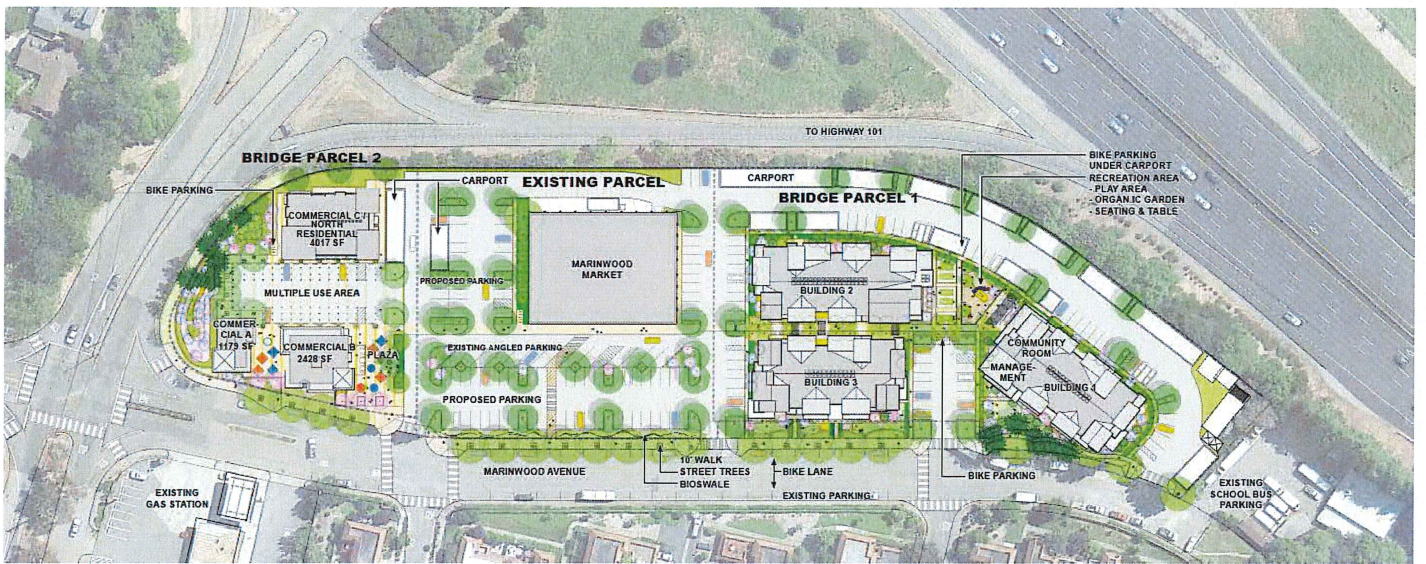 TO HIGHWAY 101
BRIDGE PARCEL 2
BIKE PARKING
CARPORT
EXISTING PARCEL
CARPORT
BRIDGE PARCEL 1
BIKE PARKING
UNDER CARPORT
RECREATION AREA
- PLAY AREA
- ORGANIC GARDEN
- SEATING & TABLE
COMMERCIAL C /
NORTH
RESIDENTIAL
4017 SF
MULTIPLE USE AREA
COMMER-
CIAL A
1179 SF
COMMERCIAL B
2428 SF
PLAZA
PROPOSED PARKING
MARINWOOD
MARKET
EXISTING ANGLED PARKING
PROPOSED PARKING
BUILDING 2
BUILDING 3
COMMUNITY
ROOM
MANAGE-
MENT
BUILDING 1
MARINWOOD AVENUE
10' WALK
STREET TREES
BIOSWALE
BIKE LANE
EXISTING PARKING
BIKE PARKING
EXISTING
GAS STATION
EXISTING
SCHOOL BUS
PARKING